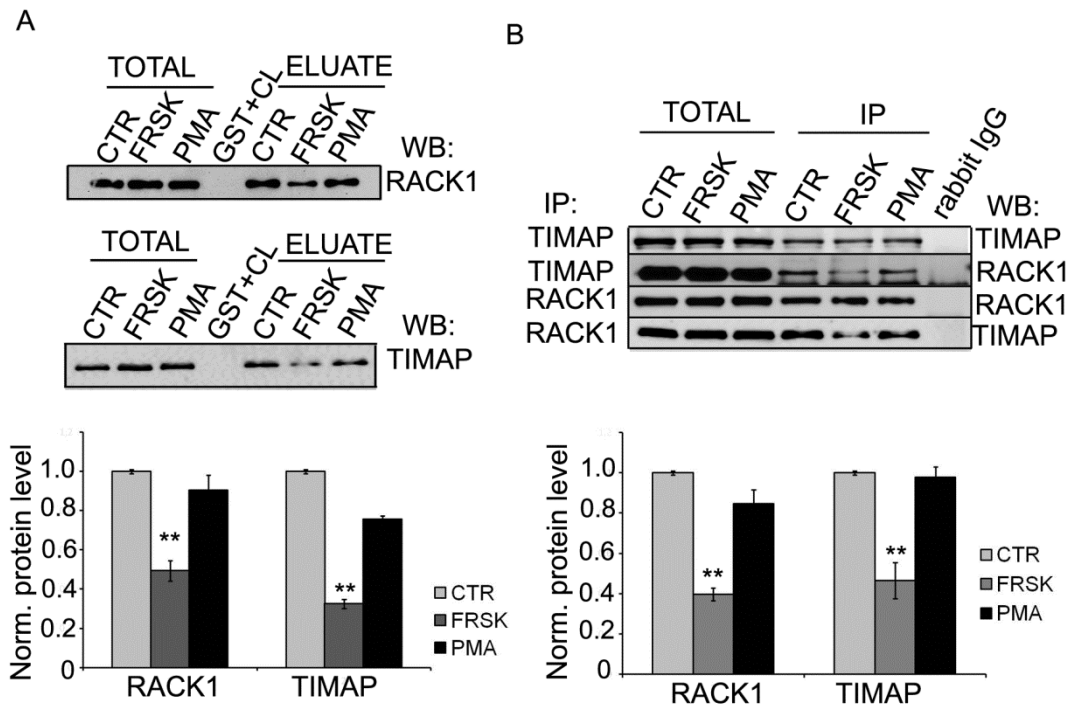 A
TOTAL
ELUATE
CTR
FRSK
PMA
GST+CL
CTR
FRSK
PMA
WB:
RACK1
TOTAL
ELUATE
CTR
FRSK
PMA
GST+CL
CTR
FRSK
PMA
WB:
TIMAP
Norm. protein level
1.0
0.8
0.6
0.4
0.2
0
**
**
RACK1
TIMAP
CTR
FRSK
PMA
B
TOTAL
IP
CTR
FRSK
PMA
CTR
FRSK
PMA
rabbit IgG
IP:
WB:
TIMAP
TIMAP
TIMAP
RACK1
RACK1
RACK1
RACK1
TIMAP
Norm. protein level
1.0
0.8
0.6
0.4
0.2
0
**
**
RACK1
TIMAP
CTR
FRSK
PMA